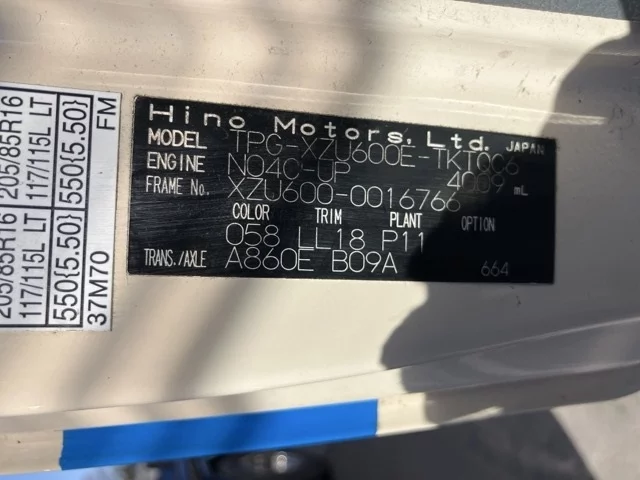 205/85R16 205/85R16
117/115L LT 117/115L LT
550{5.50} 550{5.50}
37M70 FM
Hino Motors, Ltd. JAPAN
MODEL TPG-XZU600E-TKTQC6
ENGINE N04C-UP 4009 mL
FRAME No. XZU600-0016766
COLOR TRIM PLANT OPTION
058 LL18 P11
TRANS./AXLE A860E B09A 664